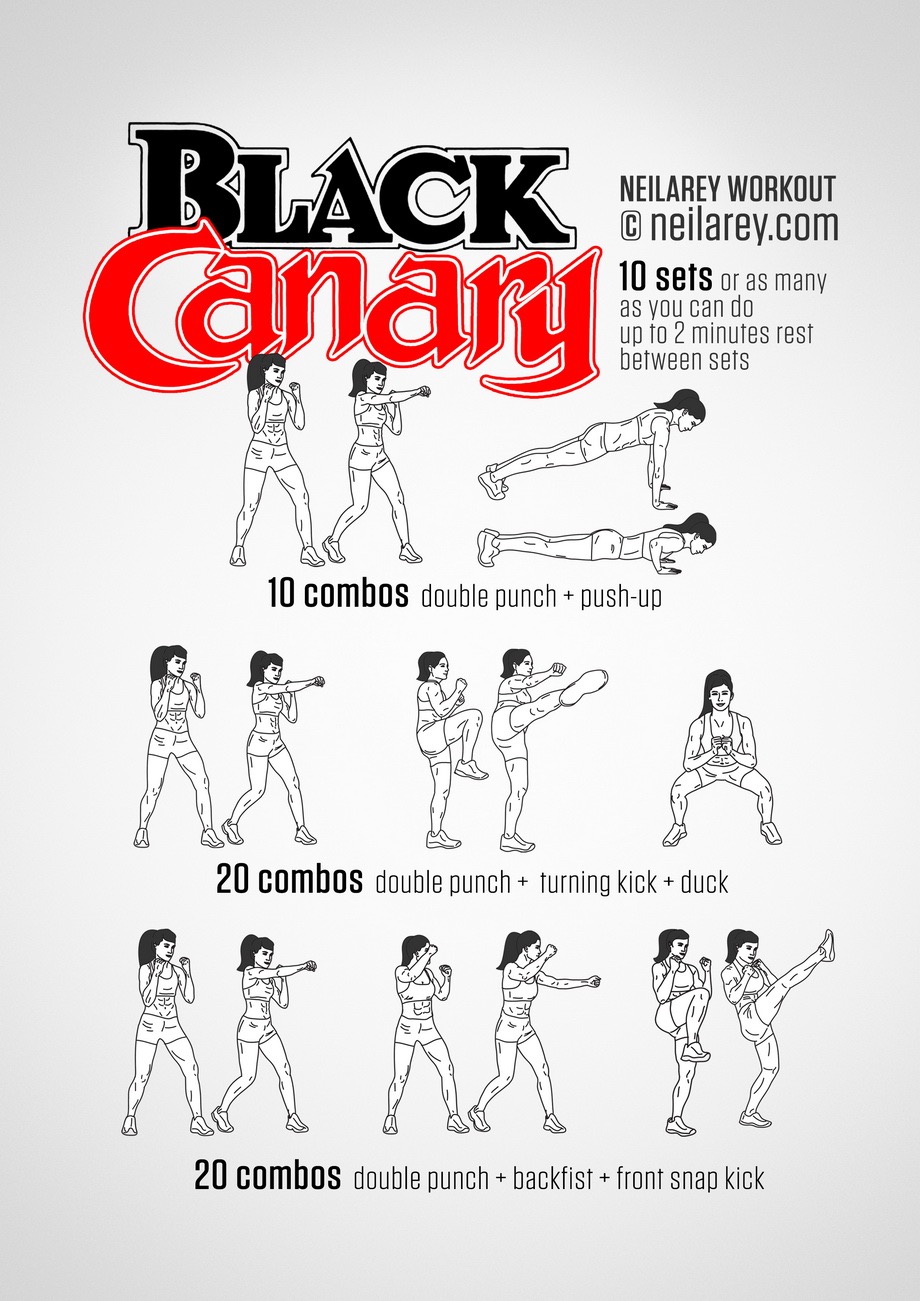 BLACK
Canary
NEILAREY WORKOUT
© neilarey.com
10 sets or as many
as you can do
up to 2 minutes rest
between sets
10 combos double punch + push-up
20 combos double punch + turning kick + duck
20 combos double punch + backfist + front snap kick